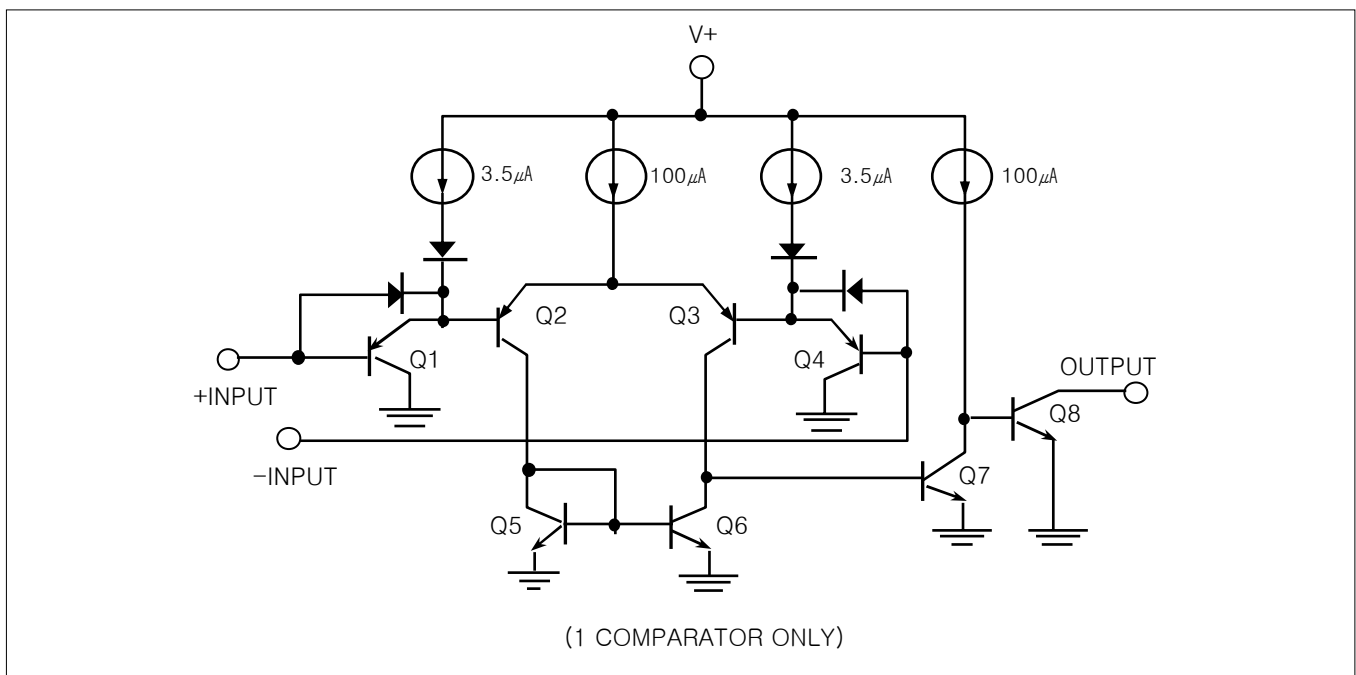 V+
3.5㎂
100㎂
3.5㎂
100㎂
Q2
Q3
Q1
Q4
OUTPUT
Q8
+INPUT
−INPUT
Q7
Q5
Q6
(1 COMPARATOR ONLY)